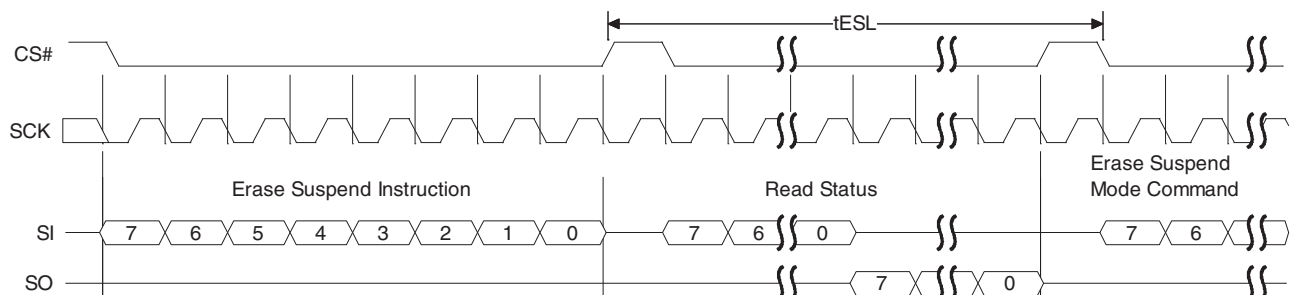 tESL
CS#
SCK
Erase Suspend Instruction
Read Status
Erase Suspend
Mode Command
SI 7 6 5 4 3 2 1 0 7 6 0 7 6
SO 7 0